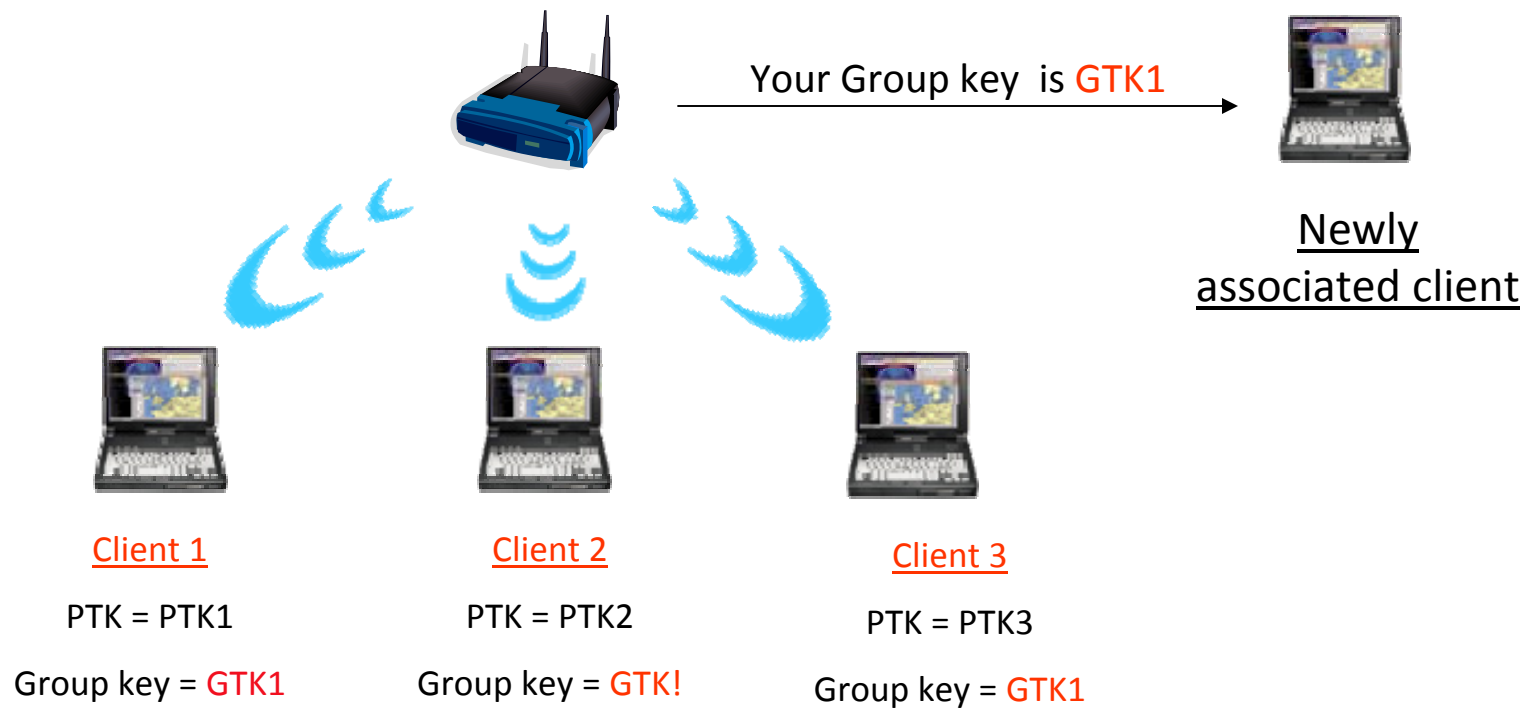 Your Group key  is GTK1
Newly
associated client
Client 1
PTK = PTK1
Group key = GTK1
Client 2
PTK = PTK2
Group key = GTK!
Client 3
PTK = PTK3
Group key = GTK1